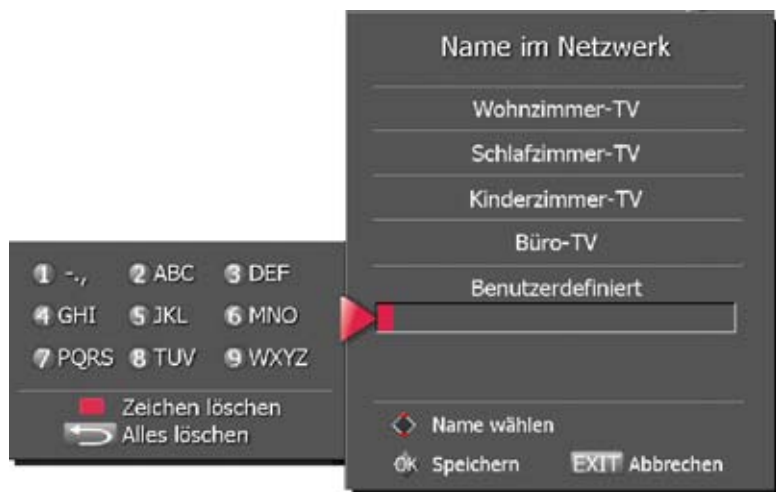 Name im Netzwerk
Wohnzimmer-TV
Schlafzimmer-TV
Kinderzimmer-TV
Büro-TV
Benutzerdefiniert
1 -., 2 ABC 3 DEF
4 GHI 5 JKL 6 MNO
7 PQRS 8 TUV 9 WXYZ
Zeichen löschen
Alles löschen
Name wählen
OK Speichern EXIT Abbrechen